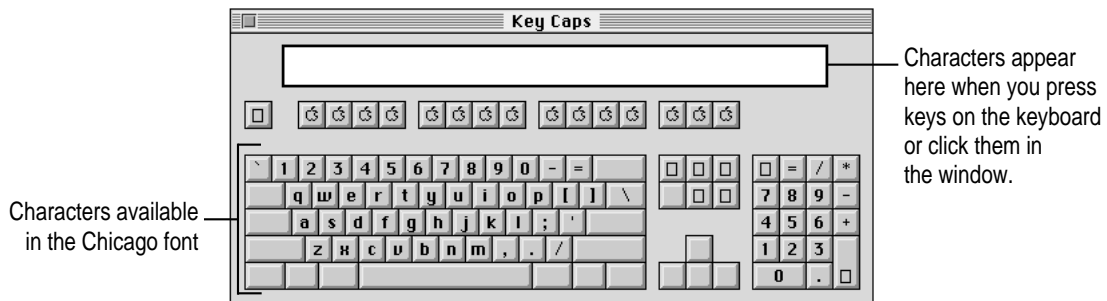 Key Caps
Characters appear
here when you press
keys on the keyboard
or click them in
the window.
` 1 2 3 4 5 6 7 8 9 0 - = = / *
q w e r t y u i o p [ ] \ 7 8 9 -
Characters available
in the Chicago font
a s d f g h j k l ; ' 4 5 6 +
z x c v b n m , . / 1 2 3
0 .